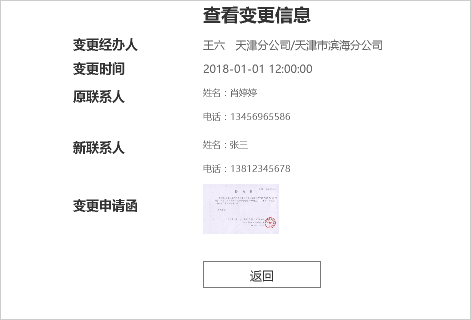 查看变更信息
变更经办人 王六 天津分公司/天津市滨海分公司
变更时间 2018-01-01 12:00:00
原联系人 姓名：肖婷婷
电话：13456965586
新联系人 姓名：张三
电话：13812345678
变更申请函
返回